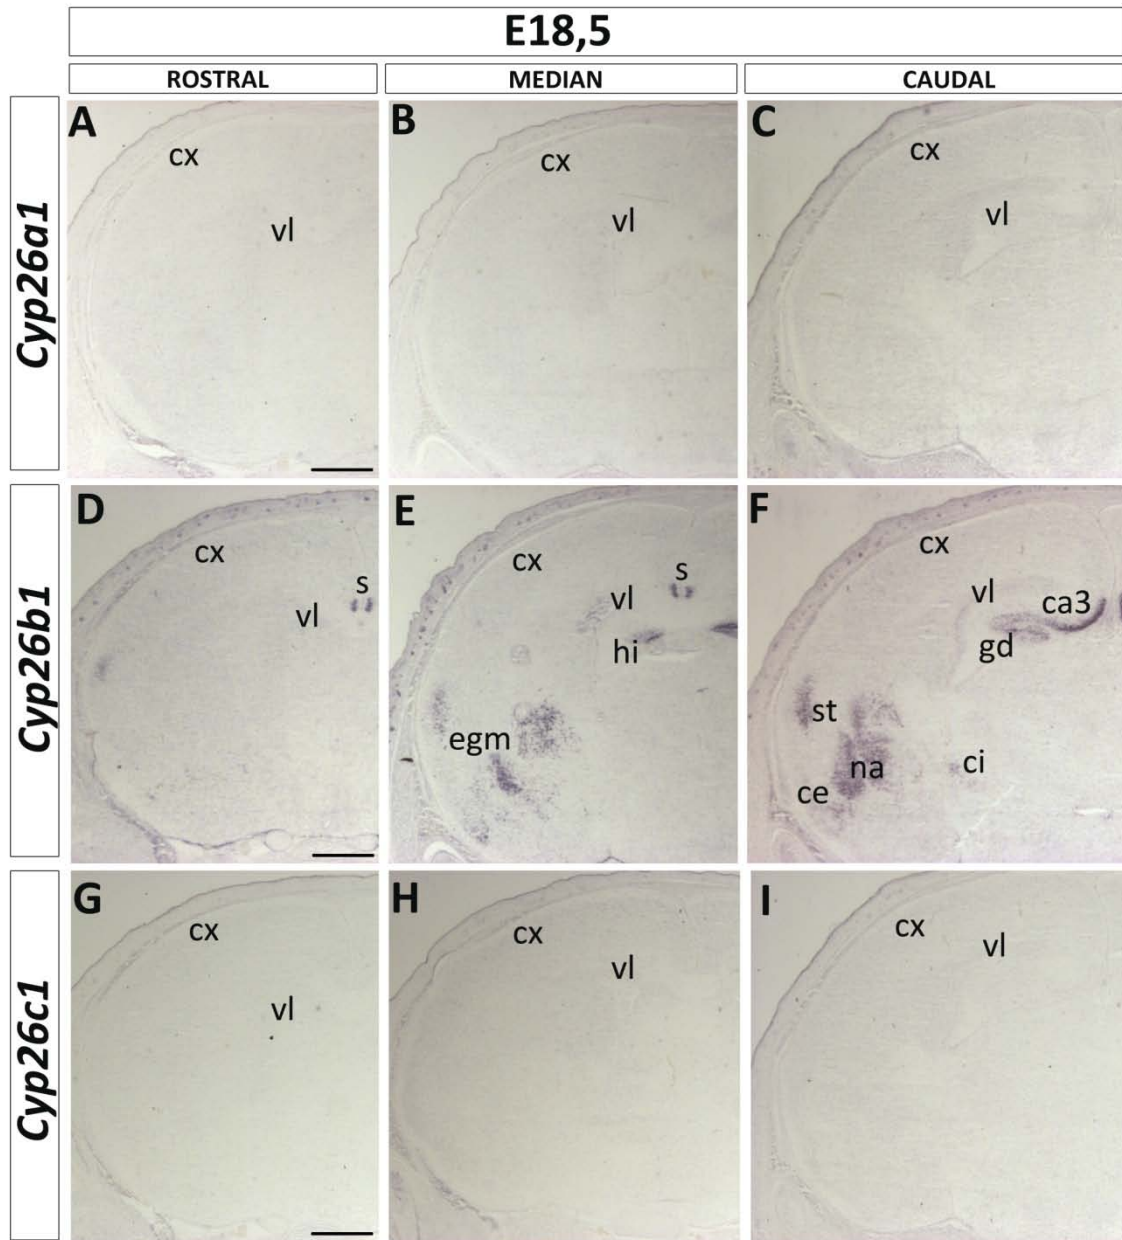 E18,5
ROSTRAL MEDIAN CAUDAL
Cyp26a1
A
cx
vl
B
cx
vl
C
cx
vl
Cyp26b1
D
cx
s
vl
E
cx
s
vl
hi
egm
F
cx
vl
ca3
gd
st
na
ci
ce
Cyp26c1
G
cx
vl
H
cx
vl
I
cx
vl